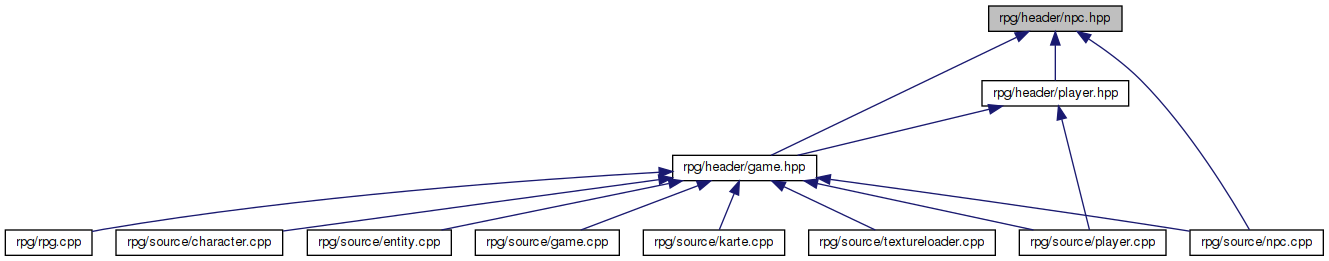 rpg/header/npc.hpp
rpg/header/player.hpp
rpg/header/game.hpp
rpg/rpg.cpp
rpg/source/character.cpp
rpg/source/entity.cpp
rpg/source/game.cpp
rpg/source/karte.cpp
rpg/source/textureloader.cpp
rpg/source/player.cpp
rpg/source/npc.cpp